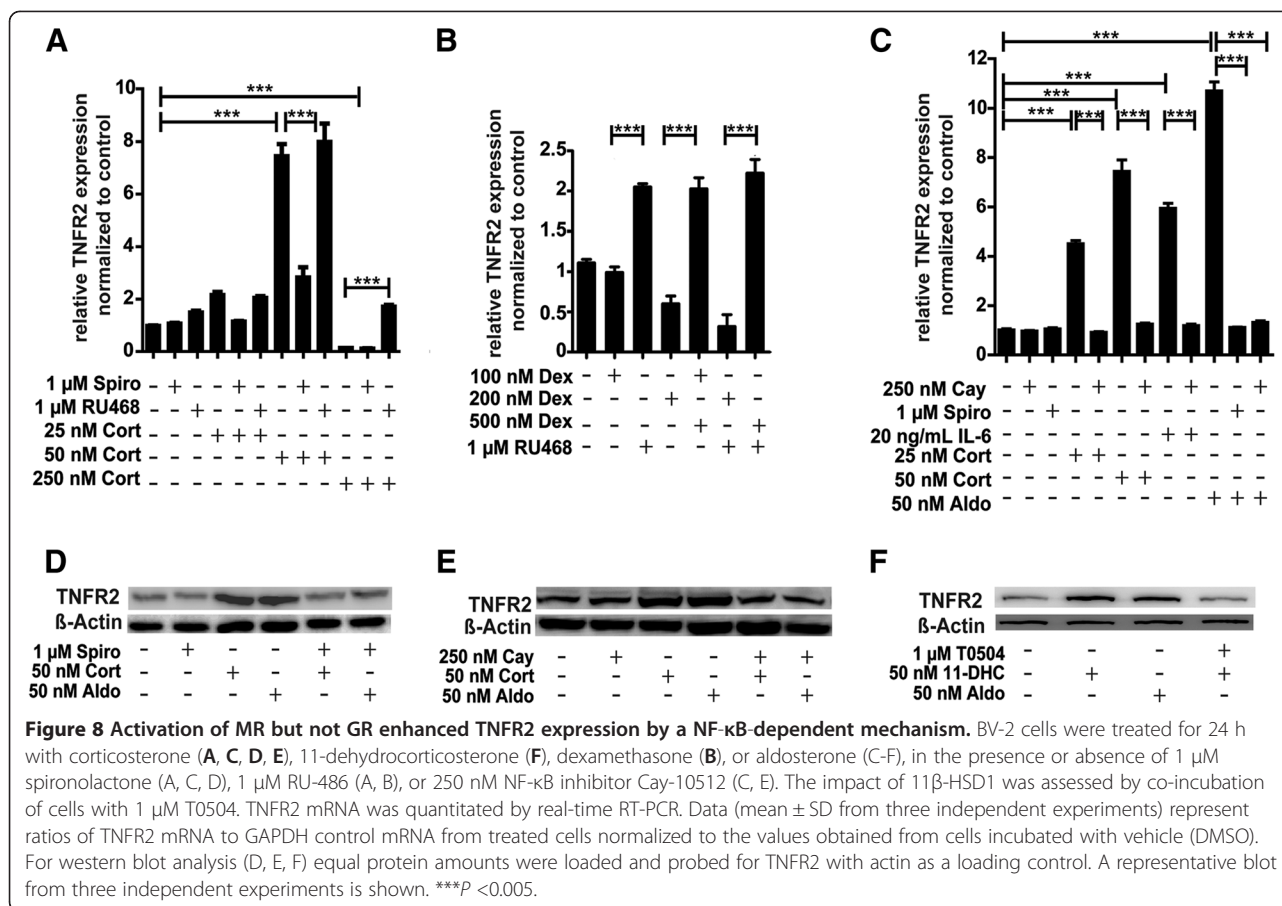 A
***
***
***
***
relative TNFR2 expression
normalized to control
10
8
6
4
2
0
1 µM Spiro - + - - + - - + - - + -
1 µM RU468 - - + - - + - - + - - +
25 nM Cort - - - + + + - - - - - -
50 nM Cort - - - - - - + + + - - -
250 nM Cort - - - - - - - - - + + +
B
*** *** ***
relative TNFR2 expression
normalized to control
2.5
2
1.5
1
0.5
0
100 nM Dex - + - - + - -
200 nM Dex - - - + - + -
500 nM Dex - - - - + - +
1 µM RU468 - - + - - + +
C
*** ***
***
***
***
*** *** *** ***
relative TNFR2 expression
normalized to control
12
10
8
6
4
2
0
250 nM Cay - + - - + - + - + - - +
1 µM Spiro - - + - - - - - - - + -
20 ng/mL IL-6 - - - - - - - + + - - -
25 nM Cort - - - + + - - - - - - -
50 nM Cort - - - - - + + - - - - -
50 nM Aldo - - - - - - - - - + + +
D
TNFR2
ß-Actin
1 µM Spiro - + - - + +
50 nM Cort - - + - + -
50 nM Aldo - - - + - +
E
TNFR2
ß-Actin
250 nM Cay - + - - + +
50 nM Cort - - + - + -
50 nM Aldo - - - + - +
F
TNFR2
ß-Actin
1 µM T0504 - - - +
50 nM 11-DHC - + - +
50 nM Aldo - - + -
Figure 8 Activation of MR but not GR enhanced TNFR2 expression by a NF-κB-dependent mechanism. BV-2 cells were treated for 24 h
with corticosterone (A, C, D, E), 11-dehydrocorticosterone (F), dexamethasone (B), or aldosterone (C-F), in the presence or absence of 1 µM
spironolactone (A, C, D), 1 µM RU-486 (A, B), or 250 nM NF-κB inhibitor Cay-10512 (C, E). The impact of 11β-HSD1 was assessed by co-incubation
of cells with 1 µM T0504. TNFR2 mRNA was quantitated by real-time RT-PCR. Data (mean ± SD from three independent experiments) represent
ratios of TNFR2 mRNA to GAPDH control mRNA from treated cells normalized to the values obtained from cells incubated with vehicle (DMSO).
For western blot analysis (D, E, F) equal protein amounts were loaded and probed for TNFR2 with actin as a loading control. A representative blot
from three independent experiments is shown. ***P <0.005.